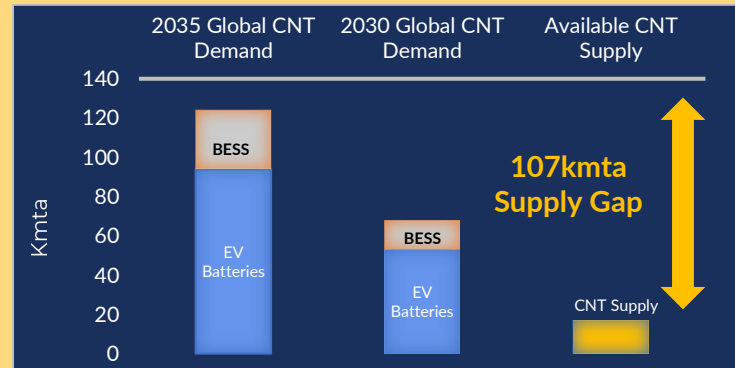 2035 Global CNT
Demand
2030 Global CNT
Demand
Available CNT
Supply
140
120
100
80
60
40
20
0
Kmta
BESS
EV
Batteries
BESS
EV
Batteries
107kmta
Supply Gap
CNT Supply